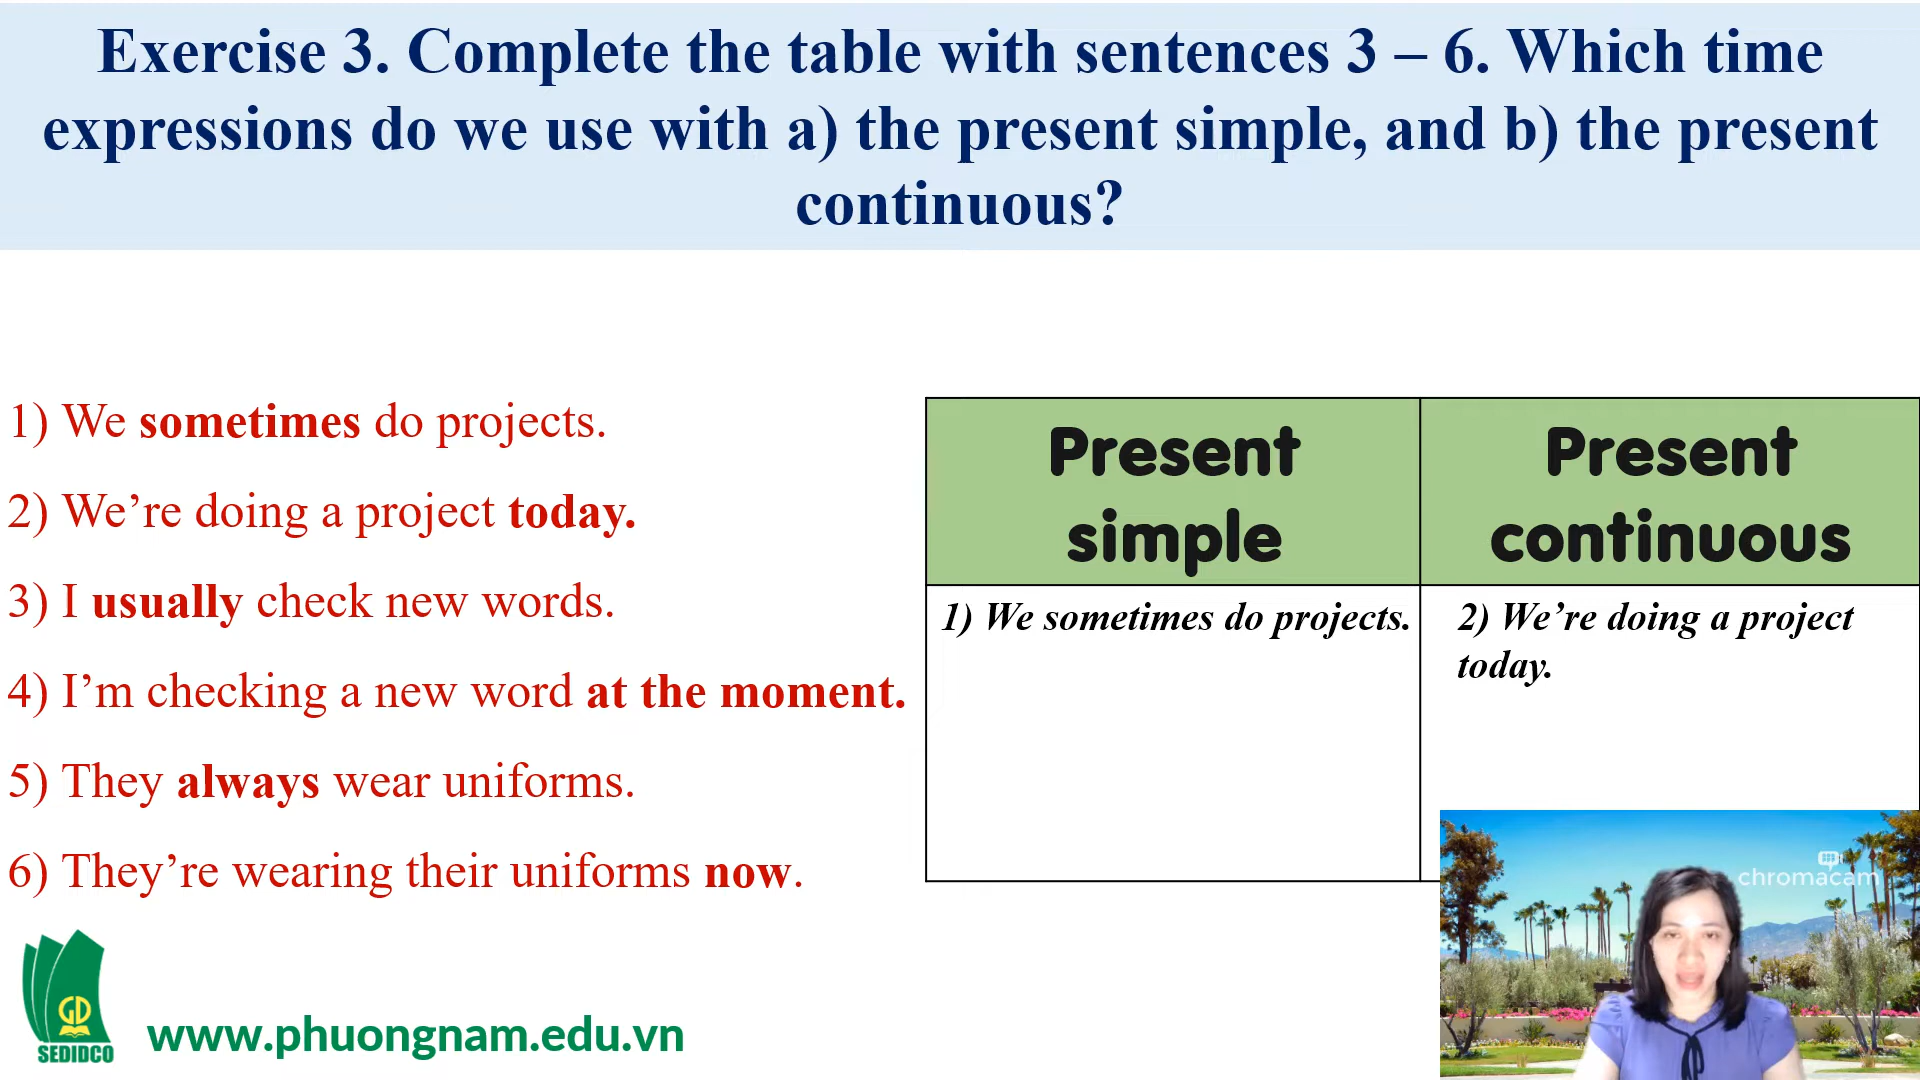 Exercise 3. Complete the table with sentences 3 – 6. Which time
expressions do we use with a) the present simple, and b) the present
continuous?
1) We sometimes do projects.
2) We’re doing a project today.
3) I usually check new words.
4) I’m checking a new word at the moment.
5) They always wear uniforms.
6) They’re wearing their uniforms now.
Present
simple
Present
continuous
1) We sometimes do projects.
2) We’re doing a project
today.
chromacam
GD
SEDIDCO
www.phuongnam.edu.vn